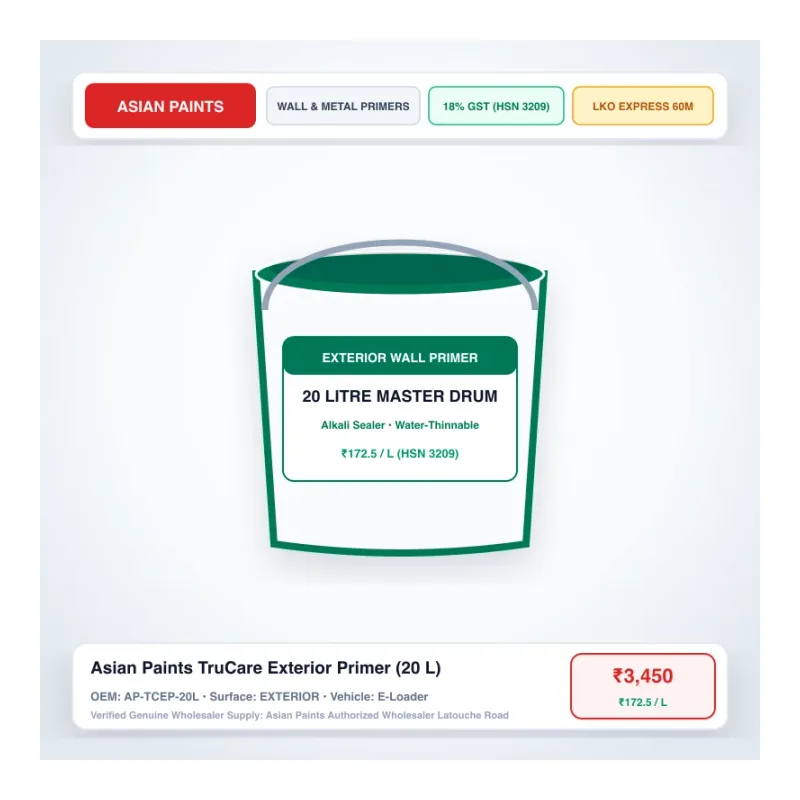 ASIAN PAINTS
WALL & METAL PRIMERS
18% GST (HSN 3209)
LKO EXPRESS 60M
EXTERIOR WALL PRIMER
20 LITRE MASTER DRUM
Alkali Sealer • Water-Thinnable
₹172.5 / L (HSN 3209)
Asian Paints TruCare Exterior Primer (20 L)
OEM: AP-TCEP-20L • Surface: EXTERIOR • Vehicle: E-Loader
Verified Genuine Wholesaler Supply: Asian Paints Authorized Wholesaler Latouche Road
₹3,450
₹172.5 / L